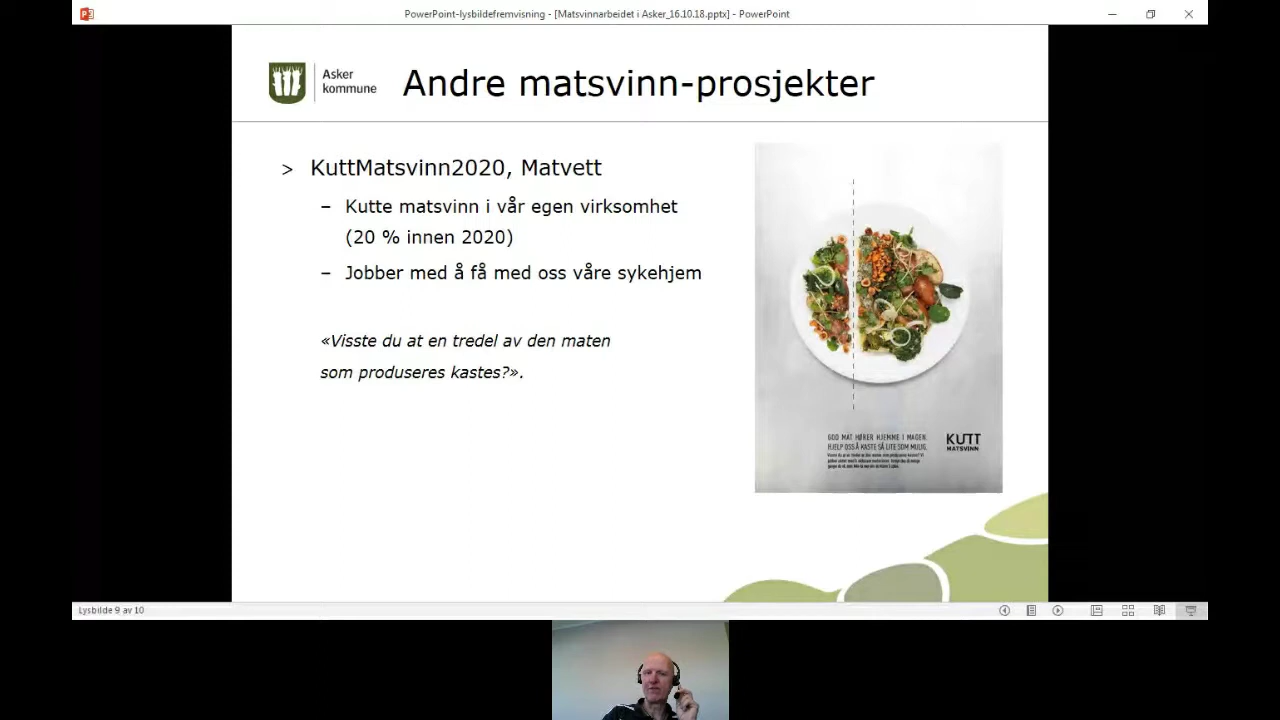 PowerPoint-lysbildefremvisning - [Matsvinnarbeidet i Asker_16.10.18.pptx] - PowerPoint
Asker
kommune
Andre matsvinn-prosjekter
> KuttMatsvinn2020, Matvett
– Kutte matsvinn i vår egen virksomhet
(20 % innen 2020)
– Jobber med å få med oss våre sykehjem
«Visste du at en tredel av den maten
som produseres kastes?».
GOD MAT HØRER HJEMME I MAGEN.
HJELP OSS Å KASTE SÅ LITE SOM MULIG.
KUTT
MATSVINN
Lysbilde 9 av 10